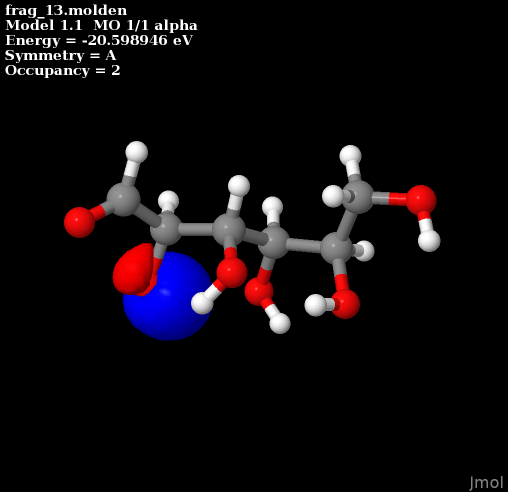 frag_13.molden
Model 1.1  MO 1/1 alpha
Energy = -20.598946 eV
Symmetry = A
Occupancy = 2
Jmol